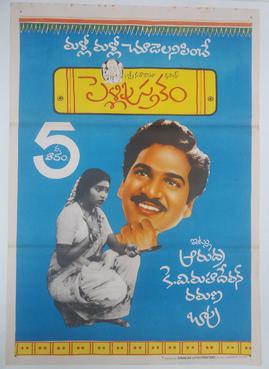 మళ్లీ మళ్లీ చూడాలనిపించే
పెళ్లిపుస్తకం
5
వ
వారం
ఇట్లు
ఆరుద్ర
కె.వి.మహదేవన్
రమణ
బాపు